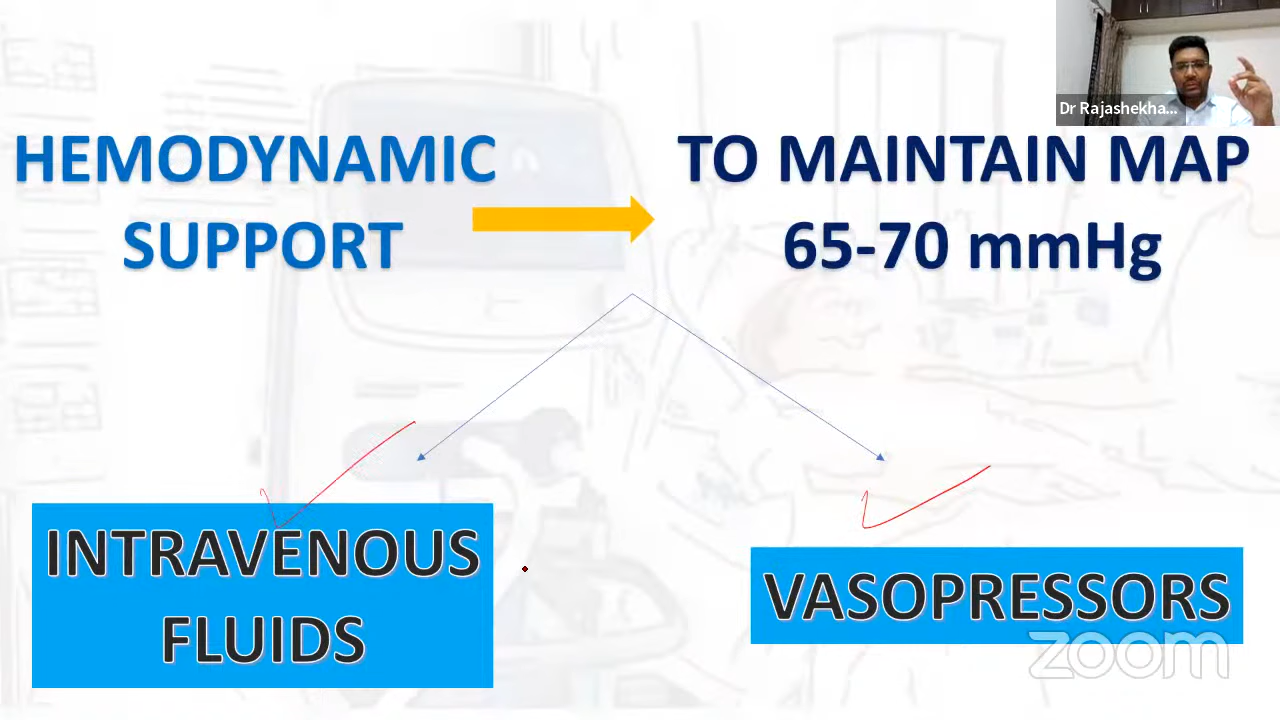 Dr Rajashekha...
HEMODYNAMIC
SUPPORT
TO MAINTAIN MAP
65-70 mmHg
INTRAVENOUS
FLUIDS
VASOPRESSORS
zoom